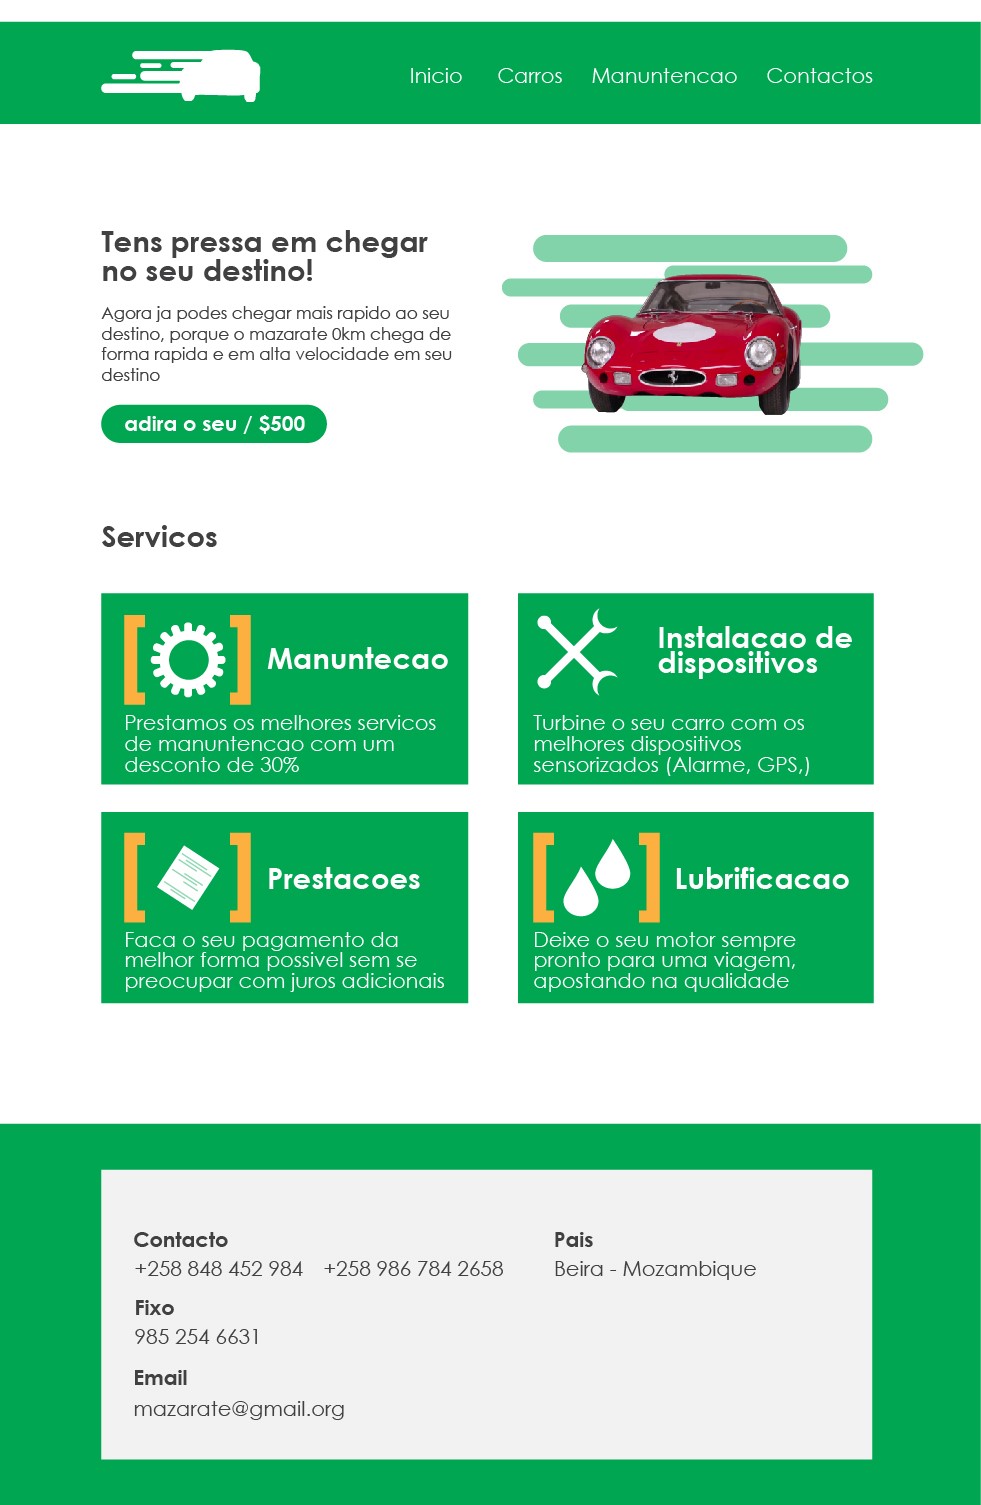 Inicio Carros Manuntencao Contactos
Tens pressa em chegar
no seu destino!
Agora ja podes chegar mais rapido ao seu
destino, porque o mazarate 0km chega de
forma rapida e em alta velocidade em seu
destino
adira o seu / $500
Servicos
Manuntecao
Prestamos os melhores servicos
de manuntencao com um
desconto de 30%
Instalacao de
dispositivos
Turbine o seu carro com os
melhores dispositivos
sensorizados (Alarme, GPS,)
Prestacoes
Faca o seu pagamento da
melhor forma possivel sem se
preocupar com juros adicionais
Lubrificacao
Deixe o seu motor sempre
pronto para uma viagem,
apostando na qualidade
Contacto
+258 848 452 984 +258 986 784 2658
Fixo
985 254 6631
Email
mazarate@gmail.org
Pais
Beira - Mozambique